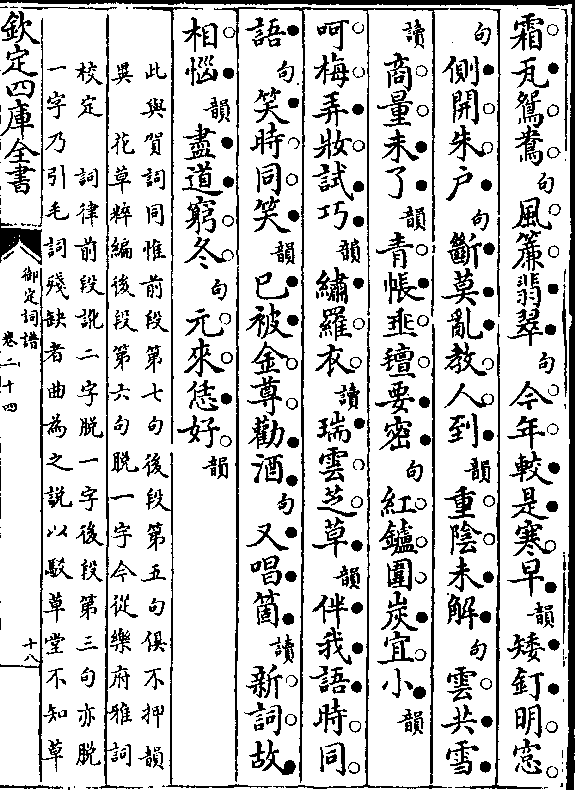 霜瓦鴛鴦句風簾翡翠句今年較是寒早韻矮釘明窓
句側開朱户句斷莫亂教人到韻重陰未解句雲共雪
讀商量未了韻青帳垂氊要密句紅鑪圍炭宜小韻
呵梅弄妝試巧韻繡羅衣讀瑞雲芝草韻伴我語時同
語句笑時同笑韻已被金尊勸酒句又唱箇讀新詞故
相惱韻盡道窮冬句元來恁好韻
此與賀詞同惟前段第七句後段第五句俱不押韻
異花草粹編後段第六句脱一字今從樂府雅詞
校定詞律前段訛二字脱一字後段第三句亦脱
一字乃引毛詞殘缺者曲為之説以駁草堂不知草
欽定四庫全書
御定詞譜
卷二十四
十八